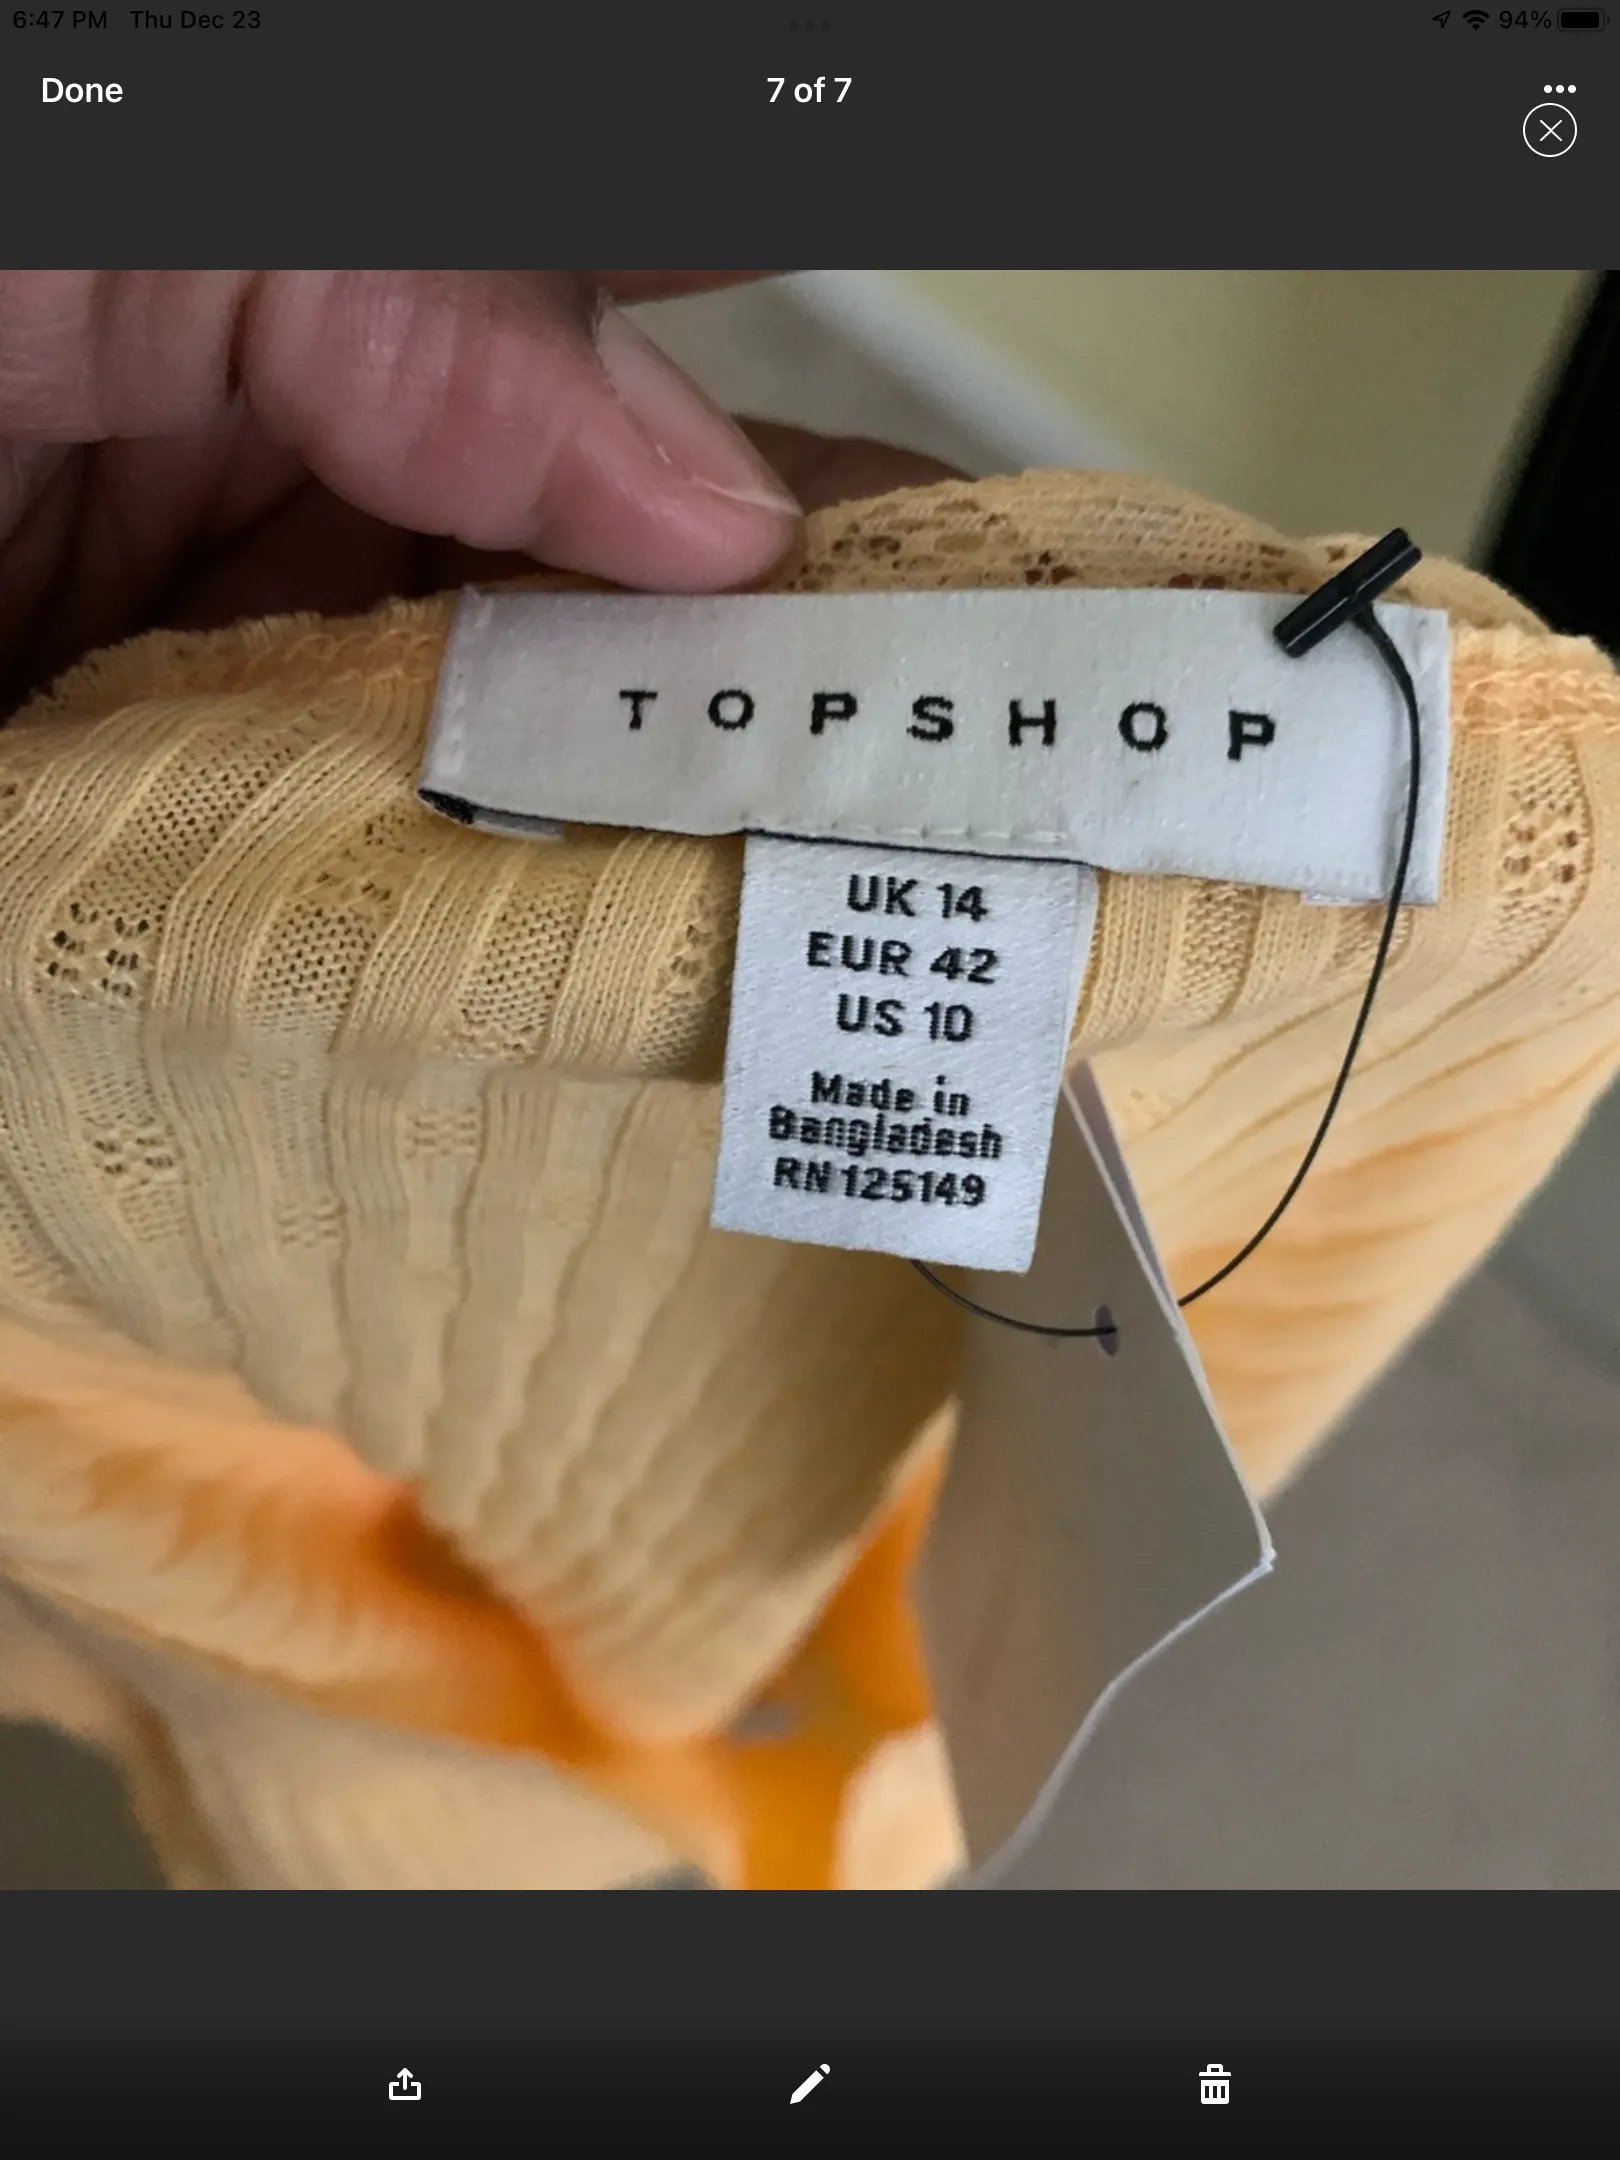 6:47 PM Thu Dec 23
94%
Done
7 of 7
TOPSHOP
UK 14
EUR 42
US 10
Made in
Bangladesh
RN 125149